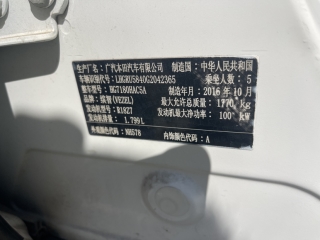 生产厂名：广汽本田汽车有限公司 制造国：中华人民共和国
车辆识别代号：LHGRU5840G2042365 乘坐人数：5
整车型号：HG7180HAC5A 制造年月：2016年10月
品牌：缤智(VEZEL) 最大允许总质量：1770 kg
发动机型号：R18Z7 发动机最大净功率：100 kW
发动机排量：1.799L
外观颜色代码：NH578 内饰颜色代码：A